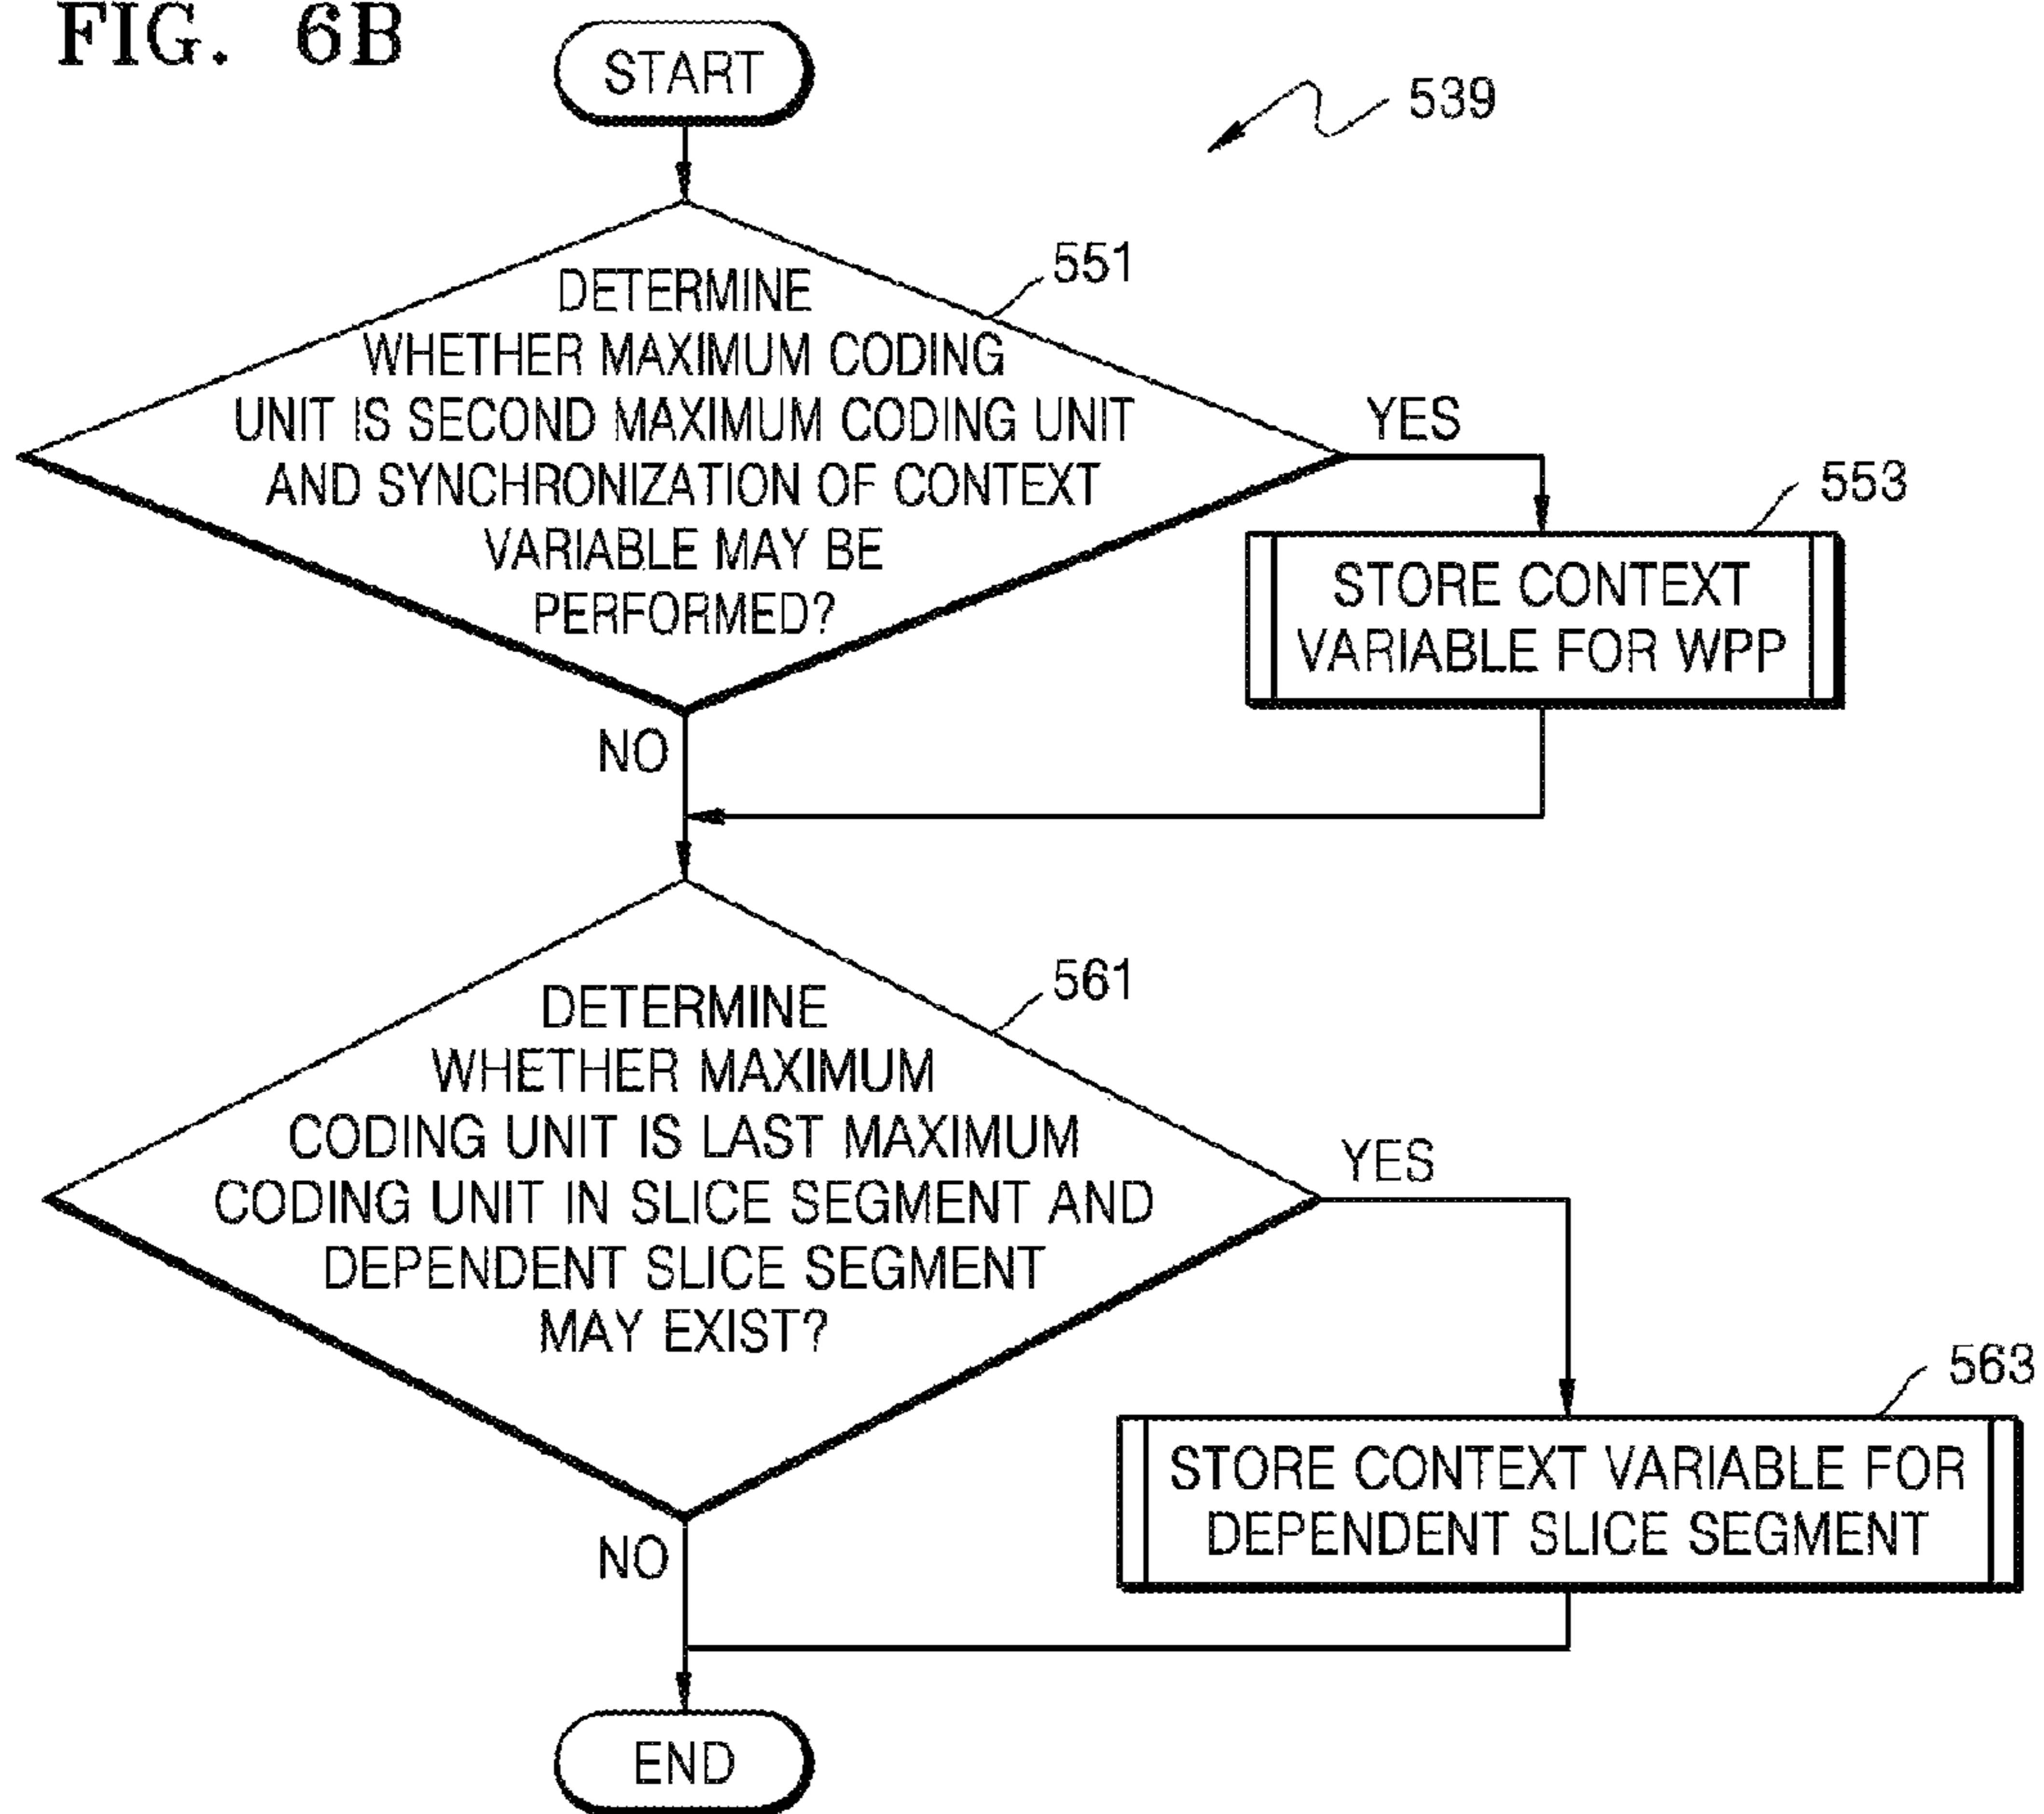 FIG. 6B
START
539
551
DETERMINE
WHETHER MAXIMUM CODING
UNIT IS SECOND MAXIMUM CODING UNIT
AND SYNCHRONIZATION OF CONTEXT
VARIABLE MAY BE
PERFORMED?
YES
553
STORE CONTEXT
VARIABLE FOR WPP
NO
561
DETERMINE
WHETHER MAXIMUM
CODING UNIT IS LAST MAXIMUM
CODING UNIT IN SLICE SEGMENT AND
DEPENDENT SLICE SEGMENT
MAY EXIST?
YES
563
STORE CONTEXT VARIABLE FOR
DEPENDENT SLICE SEGMENT
NO
END